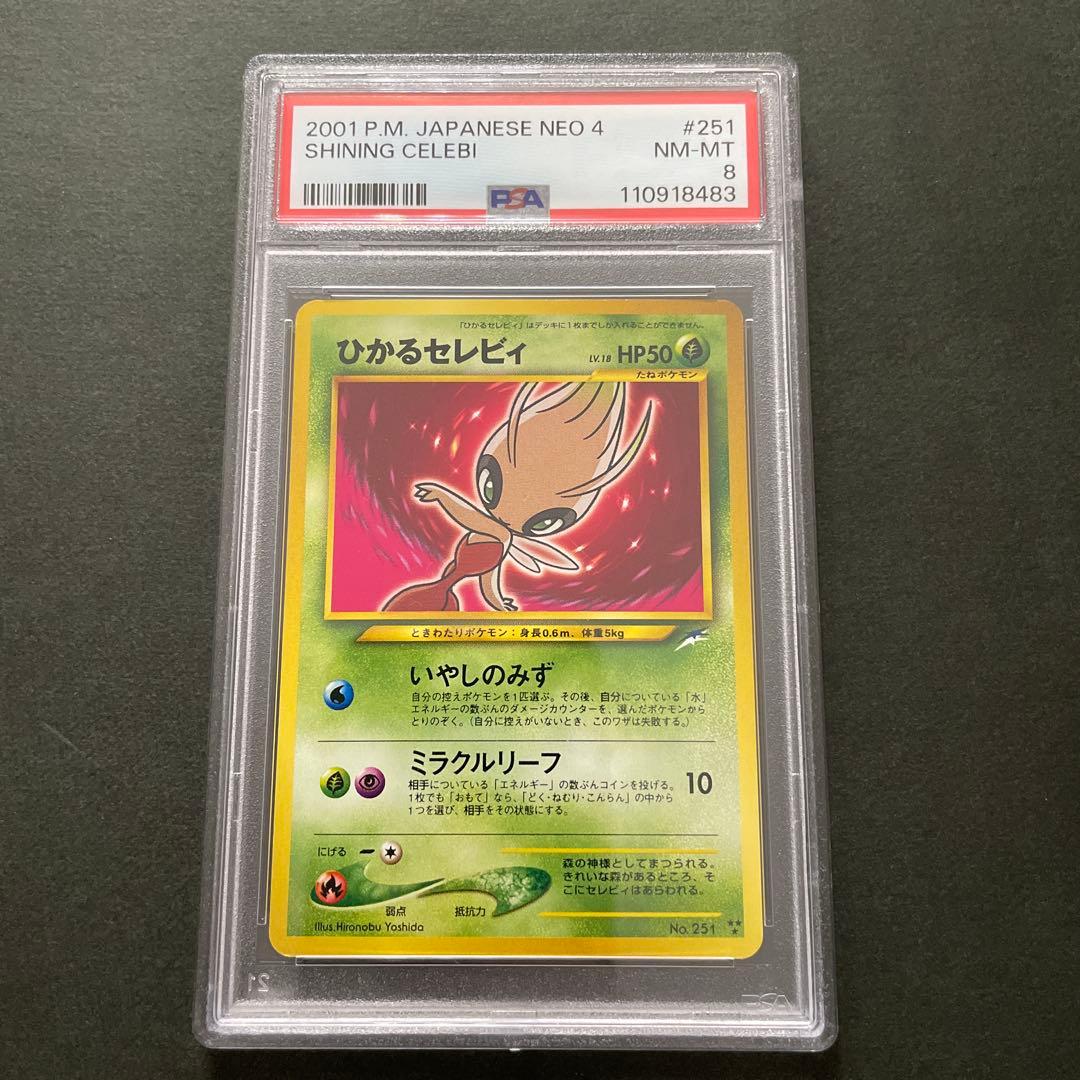 2001 P.M. JAPANESE NEO 4 #251
SHINING CELEBI NM-MT
8
PSA 110918483
「ひかるセレビィ」はデッキに1枚までしか入れることができません。
ひかるセレビィ LV.18 HP50
たねポケモン
ときわたりポケモン：身長0.6m、体重5kg
いやしのみず
自分の控えポケモンを1匹選ぶ。その後、自分についている「水」
エネルギーの数ぶんのダメージカウンターを、選んだポケモンから
とりのぞく。（自分に控えがいないとき、このワザは失敗する。）
ミラクルリーフ 10
相手についている「エネルギー」の数ぶんコインを投げる。
1枚でも「おもて」なら、「どく・ねむり・こんらん」の中から
1つを選び、相手をその状態にする。
にげる
弱点 抵抗力
森の神様としてまつられる。
きれいな森があるところ、そ
こにセレビィはあらわれる。
Illus. Hironobu Yoshida No. 251
21 PSA